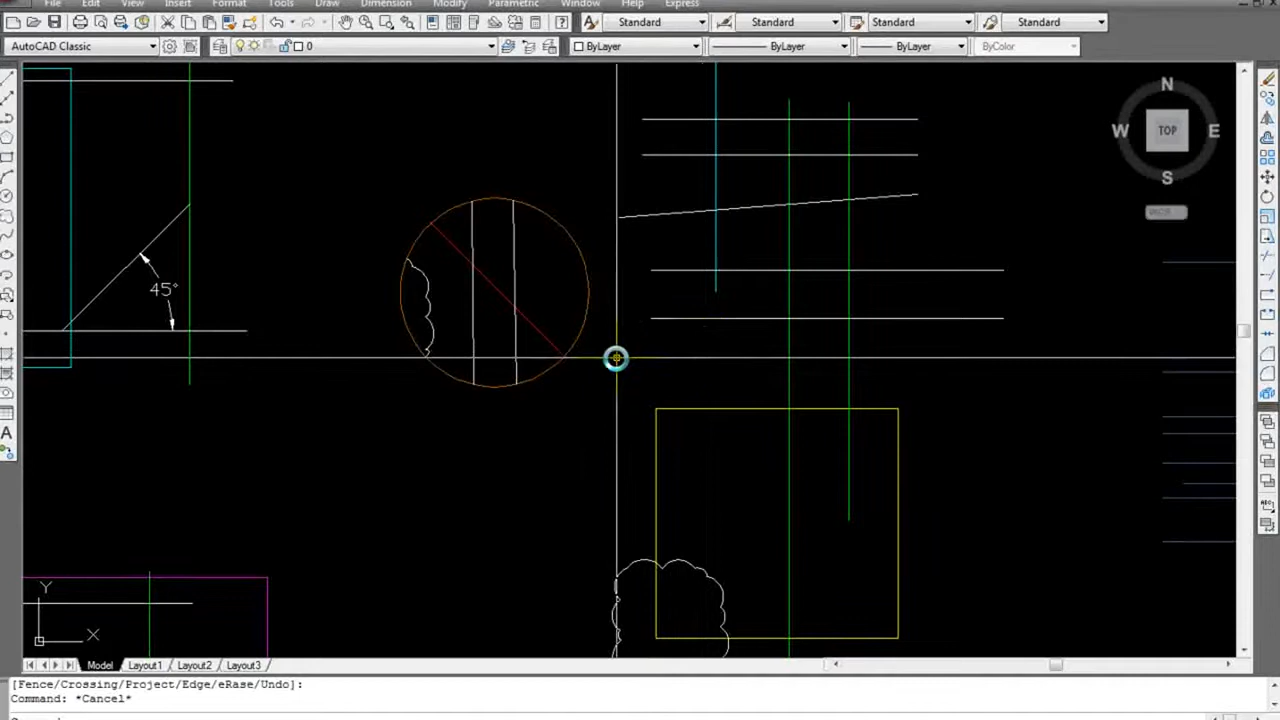 File Edit View Insert Format Tools Draw Dimension Modify Parametric Window Help Express
Standard Standard Standard Standard
AutoCAD Classic 0 ByLayer ByLayer ByLayer ByColor
N
W TOP E
S
45°
Y
X
A
Model Layout1 Layout2 Layout3
[Fence/Crossing/Project/Edge/eRase/Undo]:
Command: *Cancel*
Command: